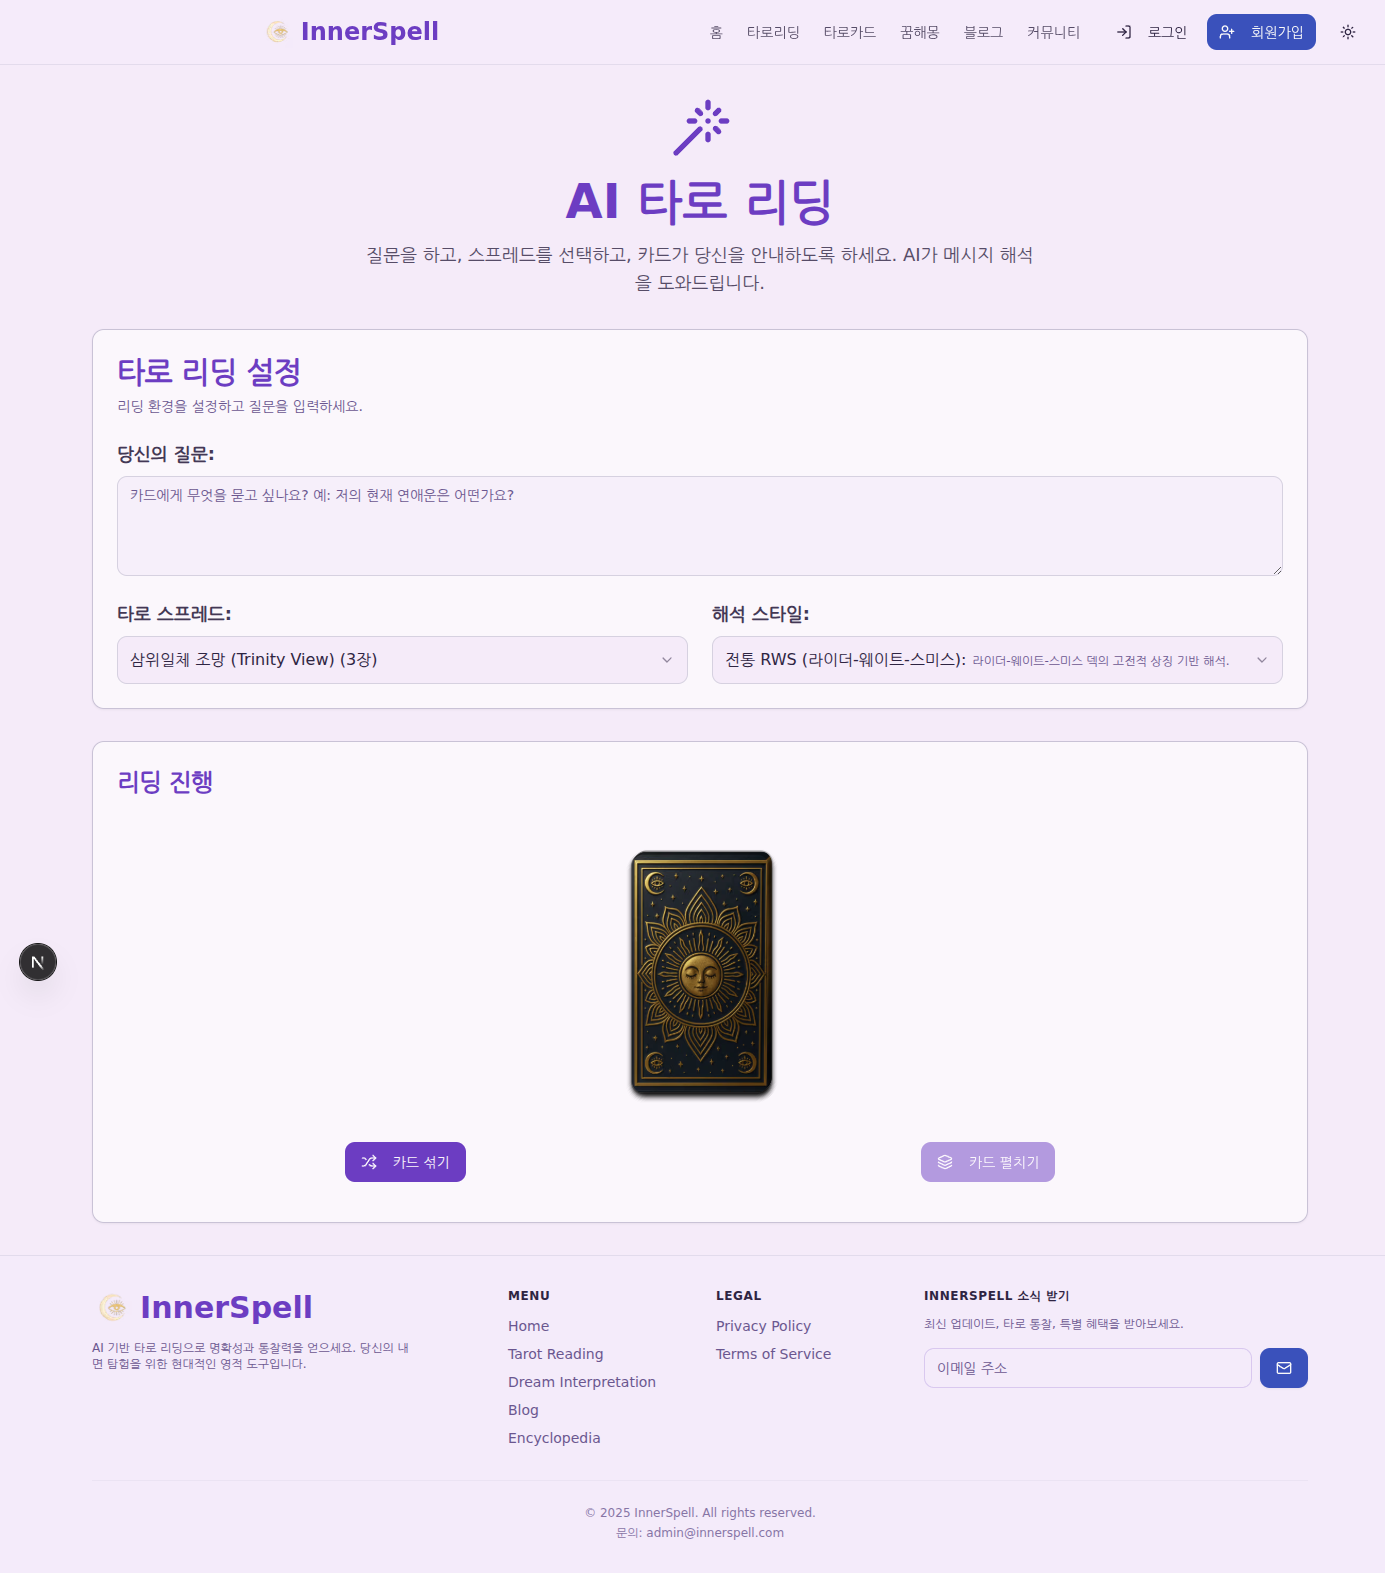 InnerSpell
홈
타로리딩
타로카드
꿈해몽
블로그
커뮤니티
로그인
회원가입
AI 타로 리딩
질문을 하고, 스프레드를 선택하고, 카드가 당신을 안내하도록 하세요. AI가 메시지 해석
을 도와드립니다.
타로 리딩 설정
리딩 환경을 설정하고 질문을 입력하세요.
당신의 질문:
카드에게 무엇을 묻고 싶나요? 예: 저의 현재 연애운은 어떤가요?
타로 스프레드:
삼위일체 조망 (Trinity View) (3장)
해석 스타일:
전통 RWS (라이더-웨이트-스미스): 라이더-웨이트-스미스 덱의 고전적 상징 기반 해석.
리딩 진행
카드 섞기
카드 펼치기
N
InnerSpell
AI 기반 타로 리딩으로 명확성과 통찰력을 얻으세요. 당신의 내
면 탐험을 위한 현대적인 영적 도구입니다.
MENU
Home
Tarot Reading
Dream Interpretation
Blog
Encyclopedia
LEGAL
Privacy Policy
Terms of Service
INNERSPELL 소식 받기
최신 업데이트, 타로 통찰, 특별 혜택을 받아보세요.
이메일 주소
© 2025 InnerSpell. All rights reserved.
문의: admin@innerspell.com